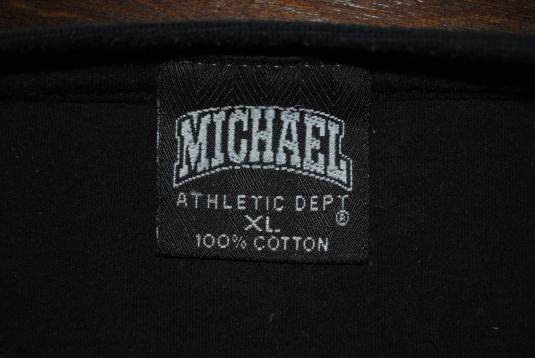 MICHAEL
ATHLETIC DEPT
XL ®
100% COTTON